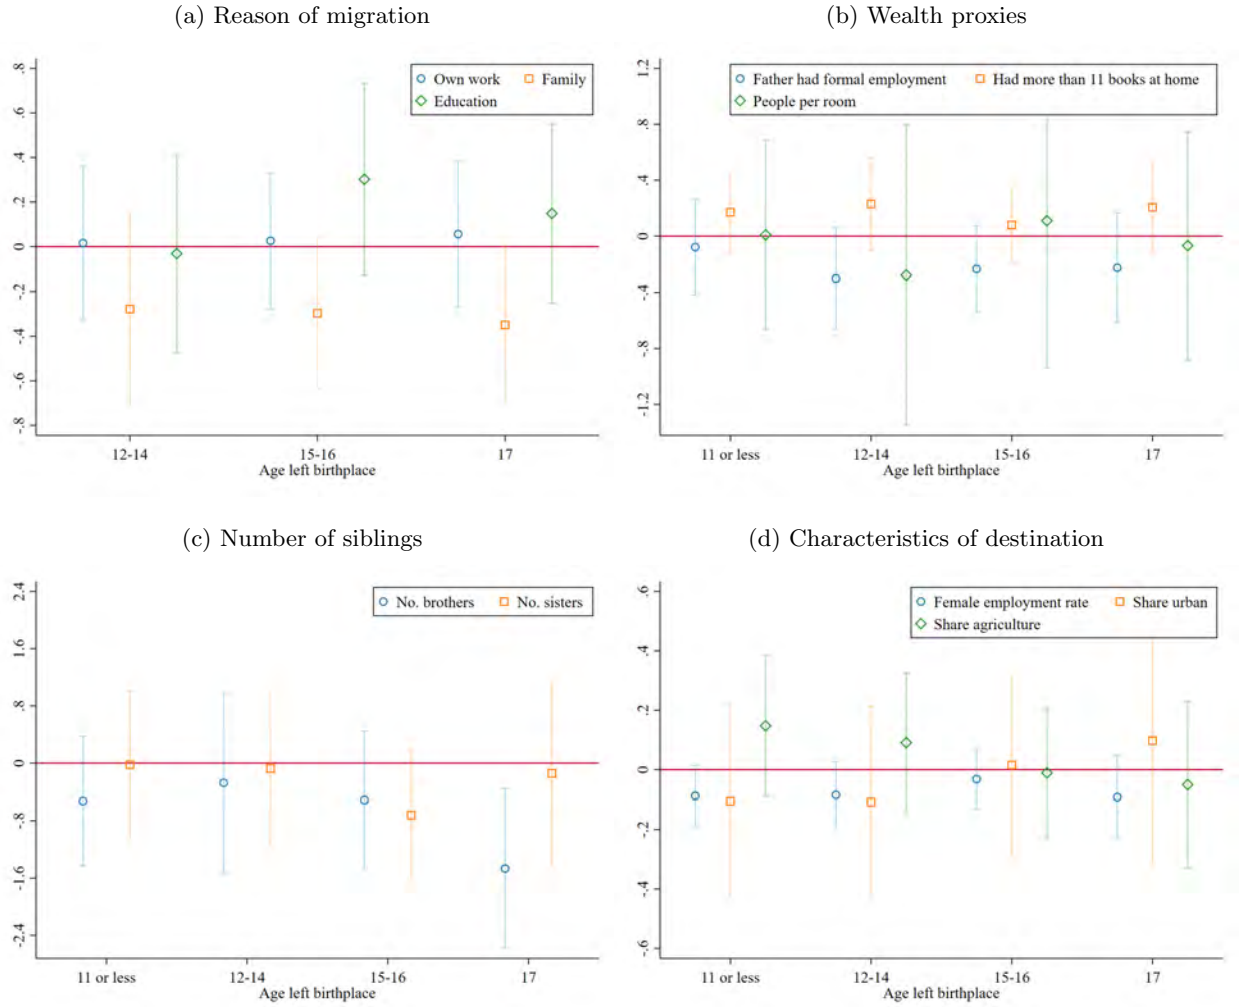 (a) Reason of migration
Own work Family
Education
.8
.6
.4
.2
0
-.2
-.4
-.6
-.8
12-14 15-16 17
Age left birthplace
(b) Wealth proxies
Father had formal employment Had more than 11 books at home
People per room
1.2
.8
.4
0
-.4
-.8
-1.2
11 or less 12-14 15-16 17
Age left birthplace
(c) Number of siblings
No. brothers No. sisters
2.4
1.6
.8
0
-.8
-1.6
-2.4
11 or less 12-14 15-16 17
Age left birthplace
(d) Characteristics of destination
Female employment rate Share urban
Share agriculture
.6
.4
.2
0
-.2
-.4
-.6
11 or less 12-14 15-16 17
Age left birthplace